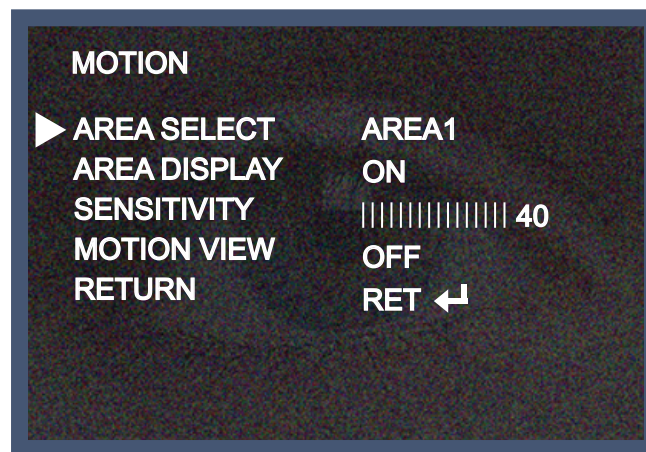 MOTION
AREA SELECT AREA1
AREA DISPLAY ON
SENSITIVITY |||||||||||||||| 40
MOTION VIEW OFF
RETURN RET